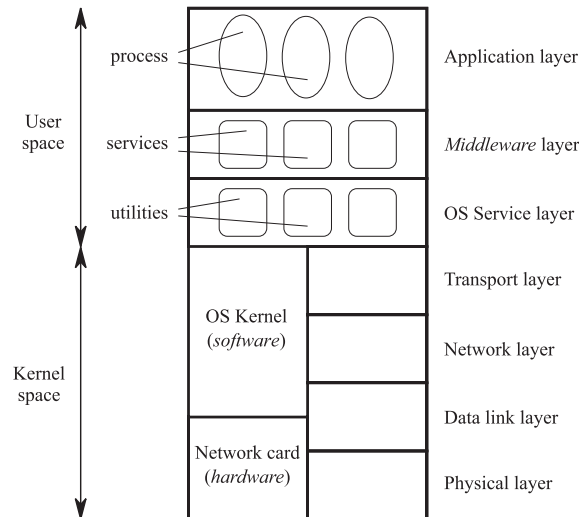 process
Application layer
User
space
services
Middleware layer
utilities
OS Service layer
Transport layer
OS Kernel
(software)
Network layer
Kernel
space
Data link layer
Network card
(hardware)
Physical layer